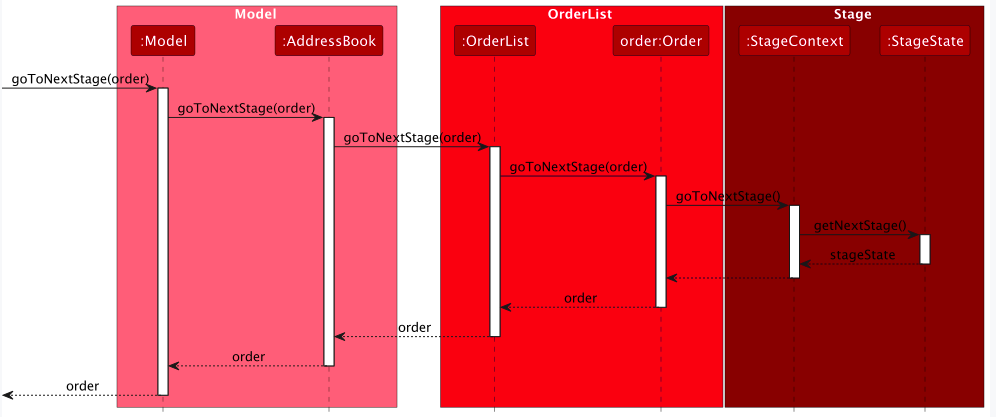 Model
OrderList
Stage
:Model
:AddressBook
:OrderList
order:Order
:StageContext
:StageState
goToNextStage(order)
goToNextStage(order)
goToNextStage(order)
goToNextStage(order)
goToNextStage()
getNextStage()
stageState
order
order
order
order